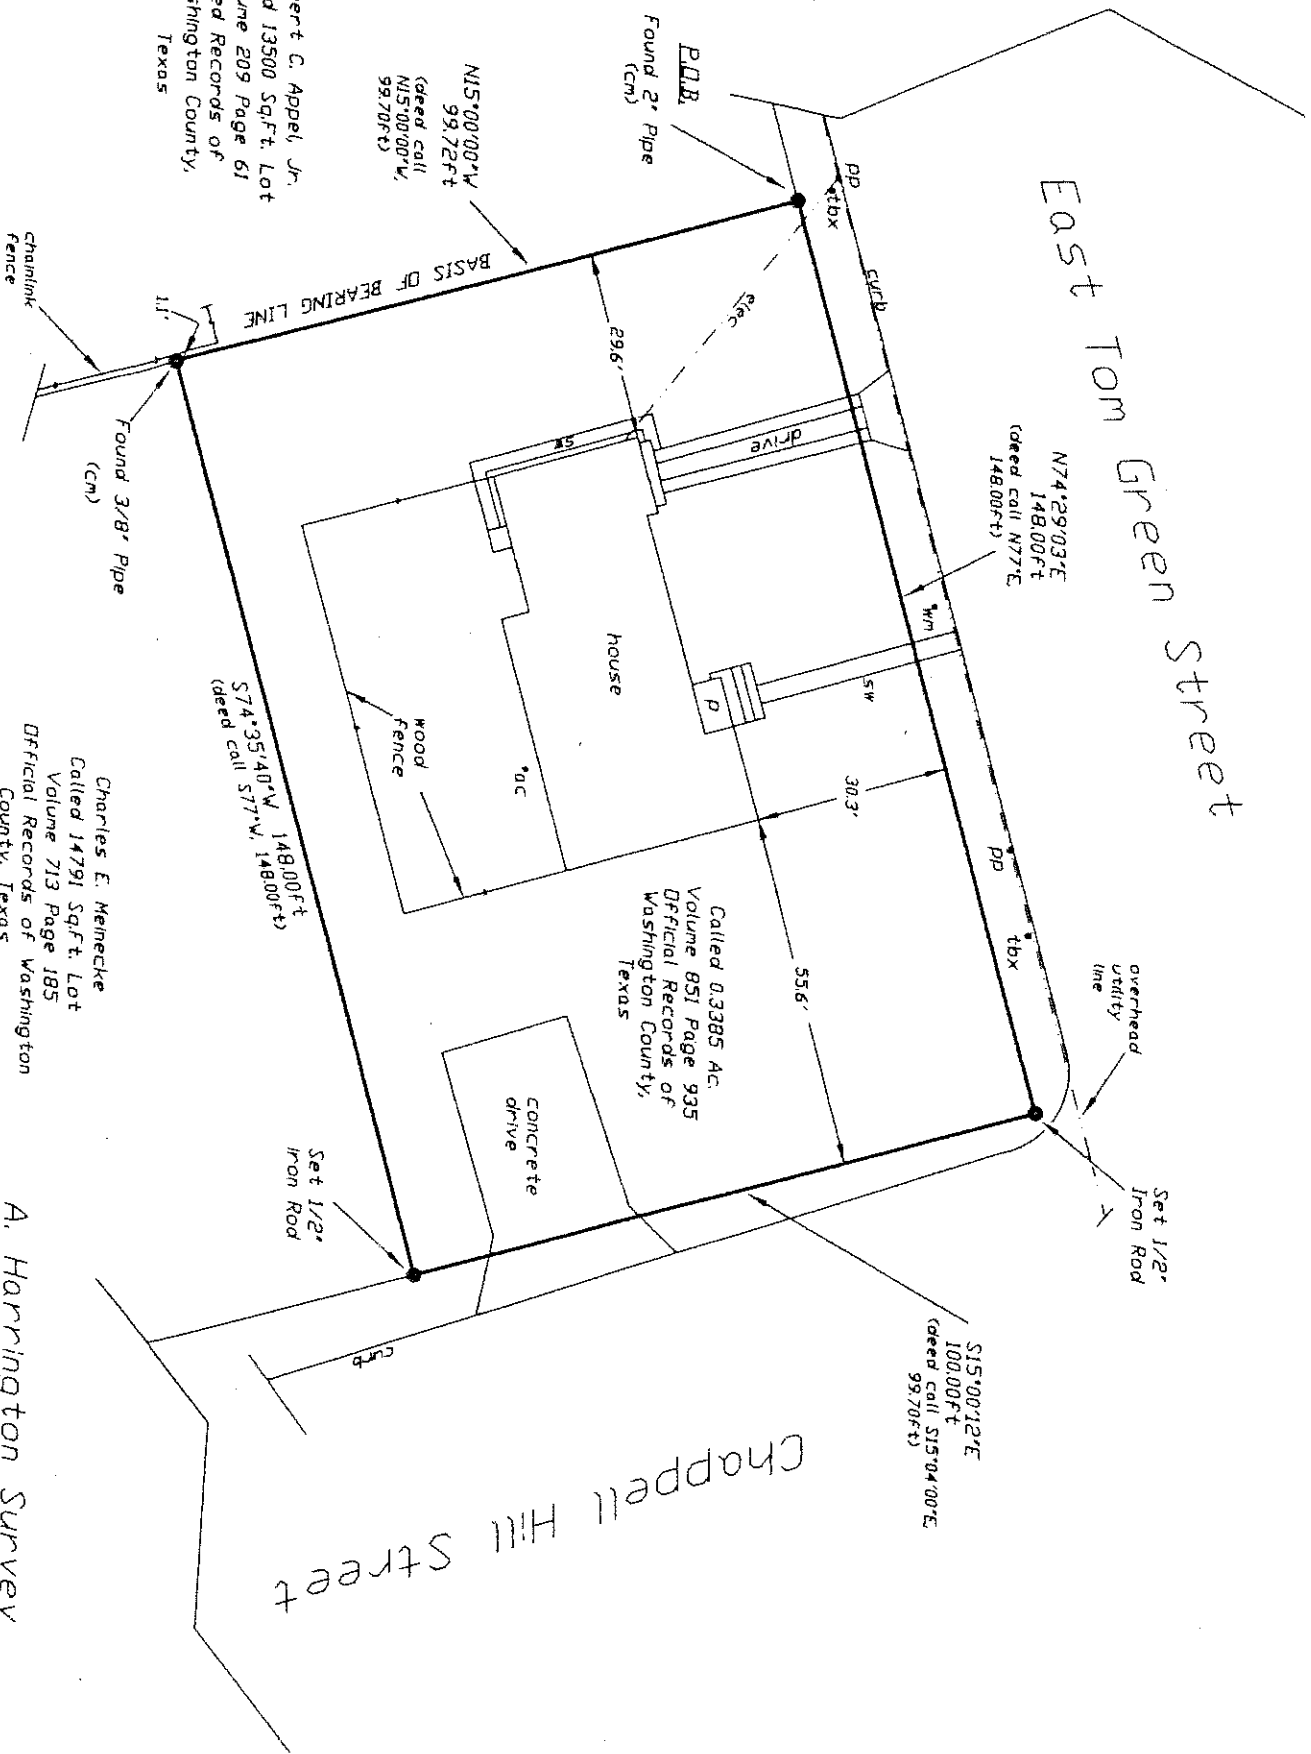 East Tom Green Street
P.O.B.
Found 2" Pipe
(cm)
pp
tbx
curb
elec
N15°00'00"W
99.72ft
(deed call
N15°00'00"W,
99.70ft)
BASIS OF BEARING LINE
29.6'
drive
sw
N74°29'03"E
148.00ft
(deed call N77°E,
148.00ft)
wm
sw
p
house
30.3'
pp
tbx
overhead
utility
line
Set 1/2"
Iron Rod
55.6'
Called 0.3385 Ac.
Volume 851 Page 935
Official Records of
Washington County,
Texas
ac
wood
fence
concrete
drive
S15°00'12"E
100.00ft
(deed call S15°04'00"E,
99.70ft)
Chappell Hill Street
curb
Set 1/2"
Iron Rod
S74°35'40"W 148.00ft
(deed call S77°W, 148.00ft)
Found 3/8" Pipe
(cm)
1.1'
chainlink
fence
ert C. Appel, Jr.
d 13500 Sq.Ft. Lot
ume 209 Page 61
ed Records of
shington County,
Texas
Charles E. Meinecke
Called 14791 Sq.Ft. Lot
Volume 713 Page 185
Official Records of Washington
County, Texas
A. Harrington Survey